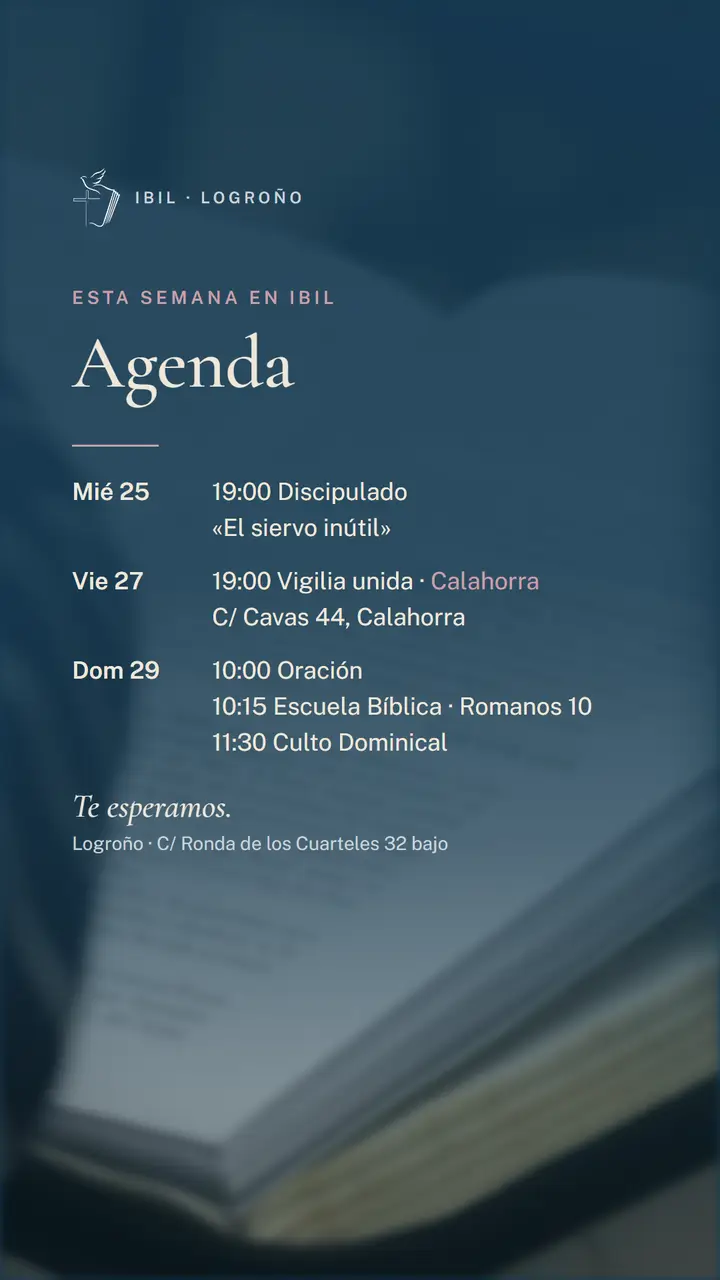 IBIL · LOGROÑO
ESTA SEMANA EN IBIL
Agenda
Mié 25 19:00 Discipulado
«El siervo inútil»
Vie 27 19:00 Vigilia unida · Calahorra
C/ Cavas 44, Calahorra
Dom 29 10:00 Oración
10:15 Escuela Bíblica · Romanos 10
11:30 Culto Dominical
Te esperamos.
Logroño · C/ Ronda de los Cuarteles 32 bajo